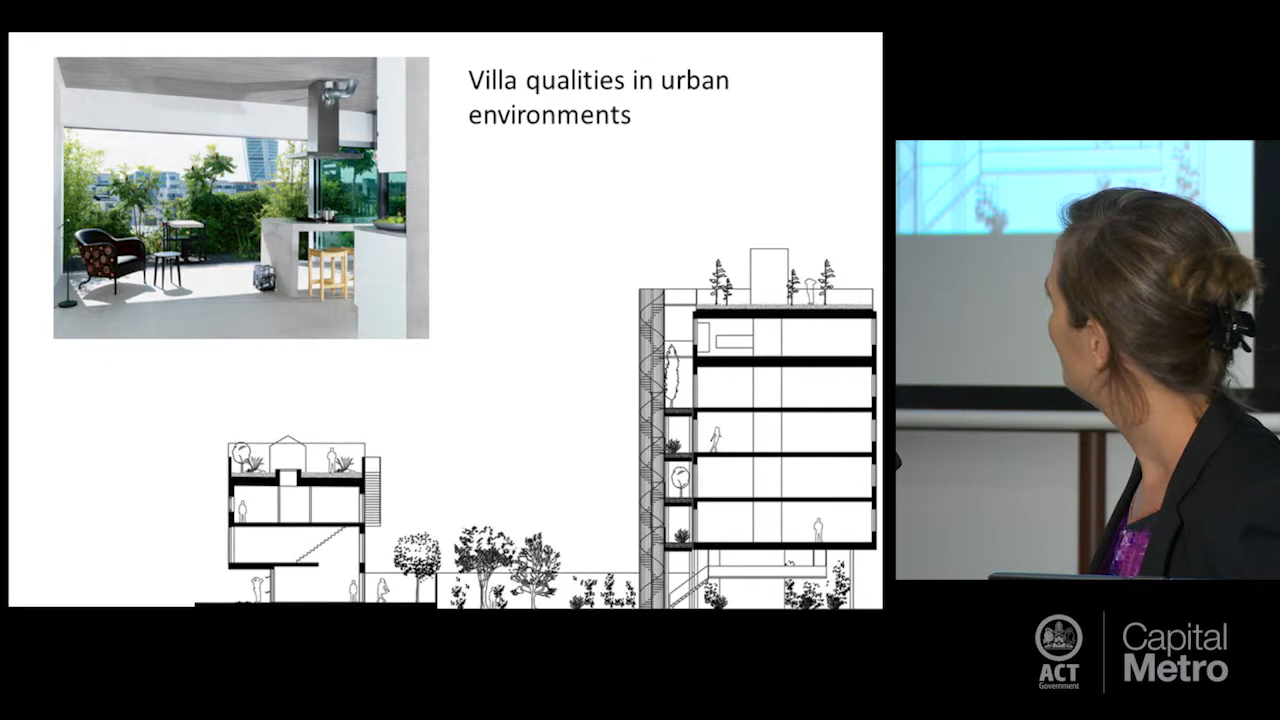 Villa qualities in urban
environments
ACT
Government
Capital
Metro